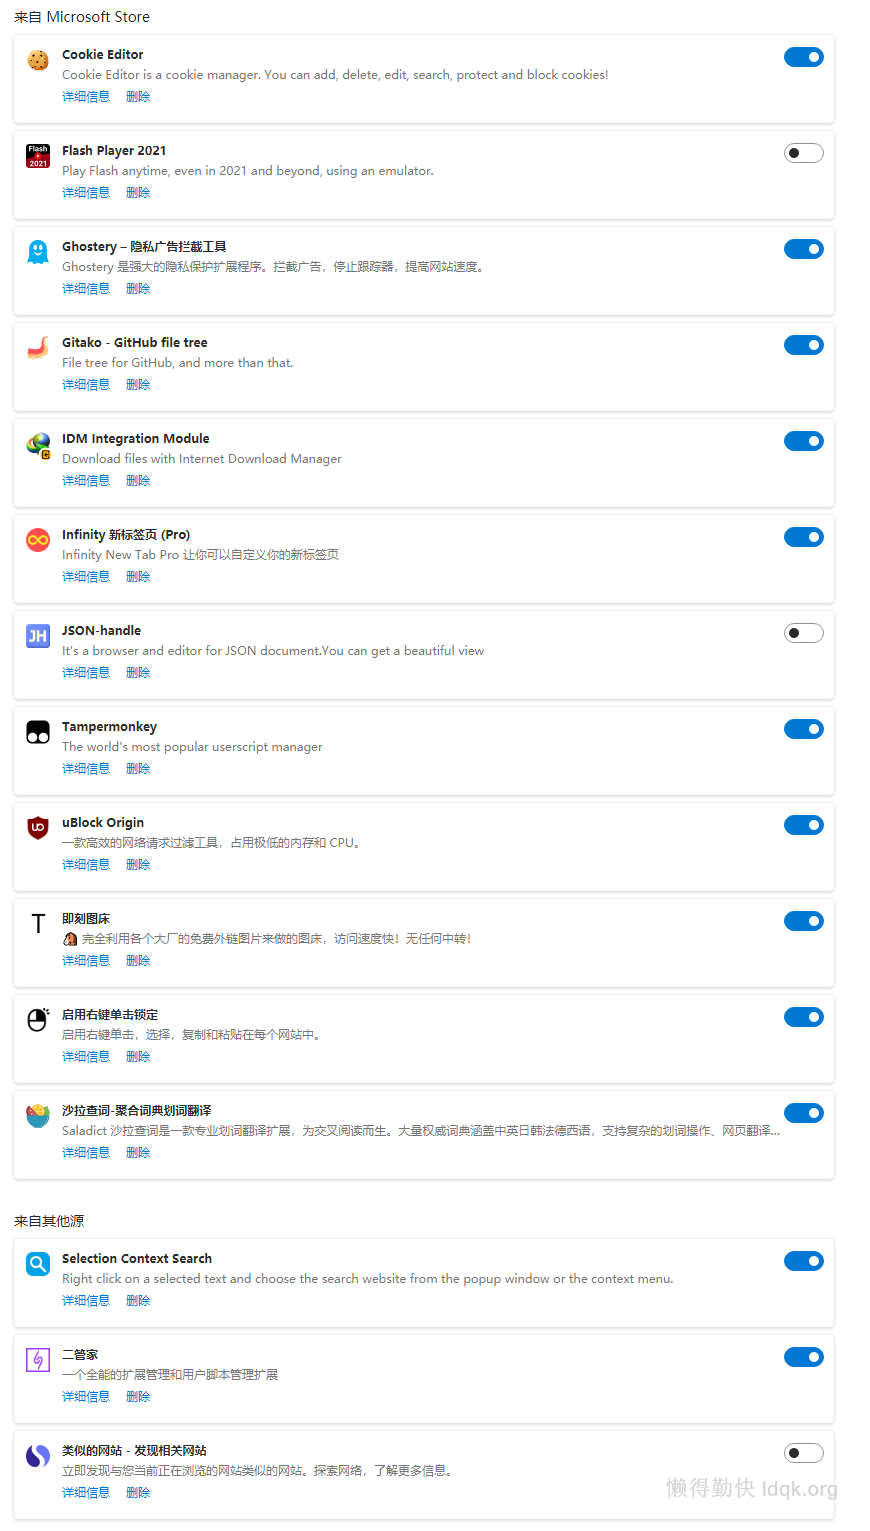 来自 Microsoft Store
Cookie Editor
Cookie Editor is a cookie manager. You can add, delete, edit, search, protect and block cookies!
详细信息 删除
Flash 2021
Flash Player 2021
Play Flash anytime, even in 2021 and beyond, using an emulator.
详细信息 删除
Ghostery – 隐私广告拦截工具
Ghostery 是强大的隐私保护扩展程序。拦截广告，停止跟踪器，提高网站速度。
详细信息 删除
Gitako - GitHub file tree
File tree for GitHub, and more than that.
详细信息 删除
IDM Integration Module
Download files with Internet Download Manager
详细信息 删除
Infinity 新标签页 (Pro)
Infinity New Tab Pro 让你可以自定义你的新标签页
详细信息 删除
JH
JSON-handle
It's a browser and editor for JSON document.You can get a beautiful view
详细信息 删除
Tampermonkey
The world's most popular userscript manager
详细信息 删除
uO
uBlock Origin
一款高效的网络请求过滤工具，占用极低的内存和 CPU。
详细信息 删除
T
即刻图床
完全利用各个大厂的免费外链图片来做的图床，访问速度快！无任何中转！
详细信息 删除
启用右键单击锁定
启用右键单击，选择，复制和粘贴在每个网站中。
详细信息 删除
沙拉查词-聚合词典划词翻译
Saladict 沙拉查词是一款专业划词翻译扩展，为交叉阅读而生。大量权威词典涵盖中英日韩法德西语，支持复杂的划词操作、网页翻译...
详细信息 删除
来自其他源
Selection Context Search
Right click on a selected text and choose the search website from the popup window or the context menu.
详细信息 删除
二管家
一个全能的扩展管理和用户脚本管理扩展
详细信息 删除
类似的网站 - 发现相关网站
立即发现与您当前正在浏览的网站类似的网站。探索网络，了解更多信息。
详细信息 删除
懒得勤快 ldqk.org